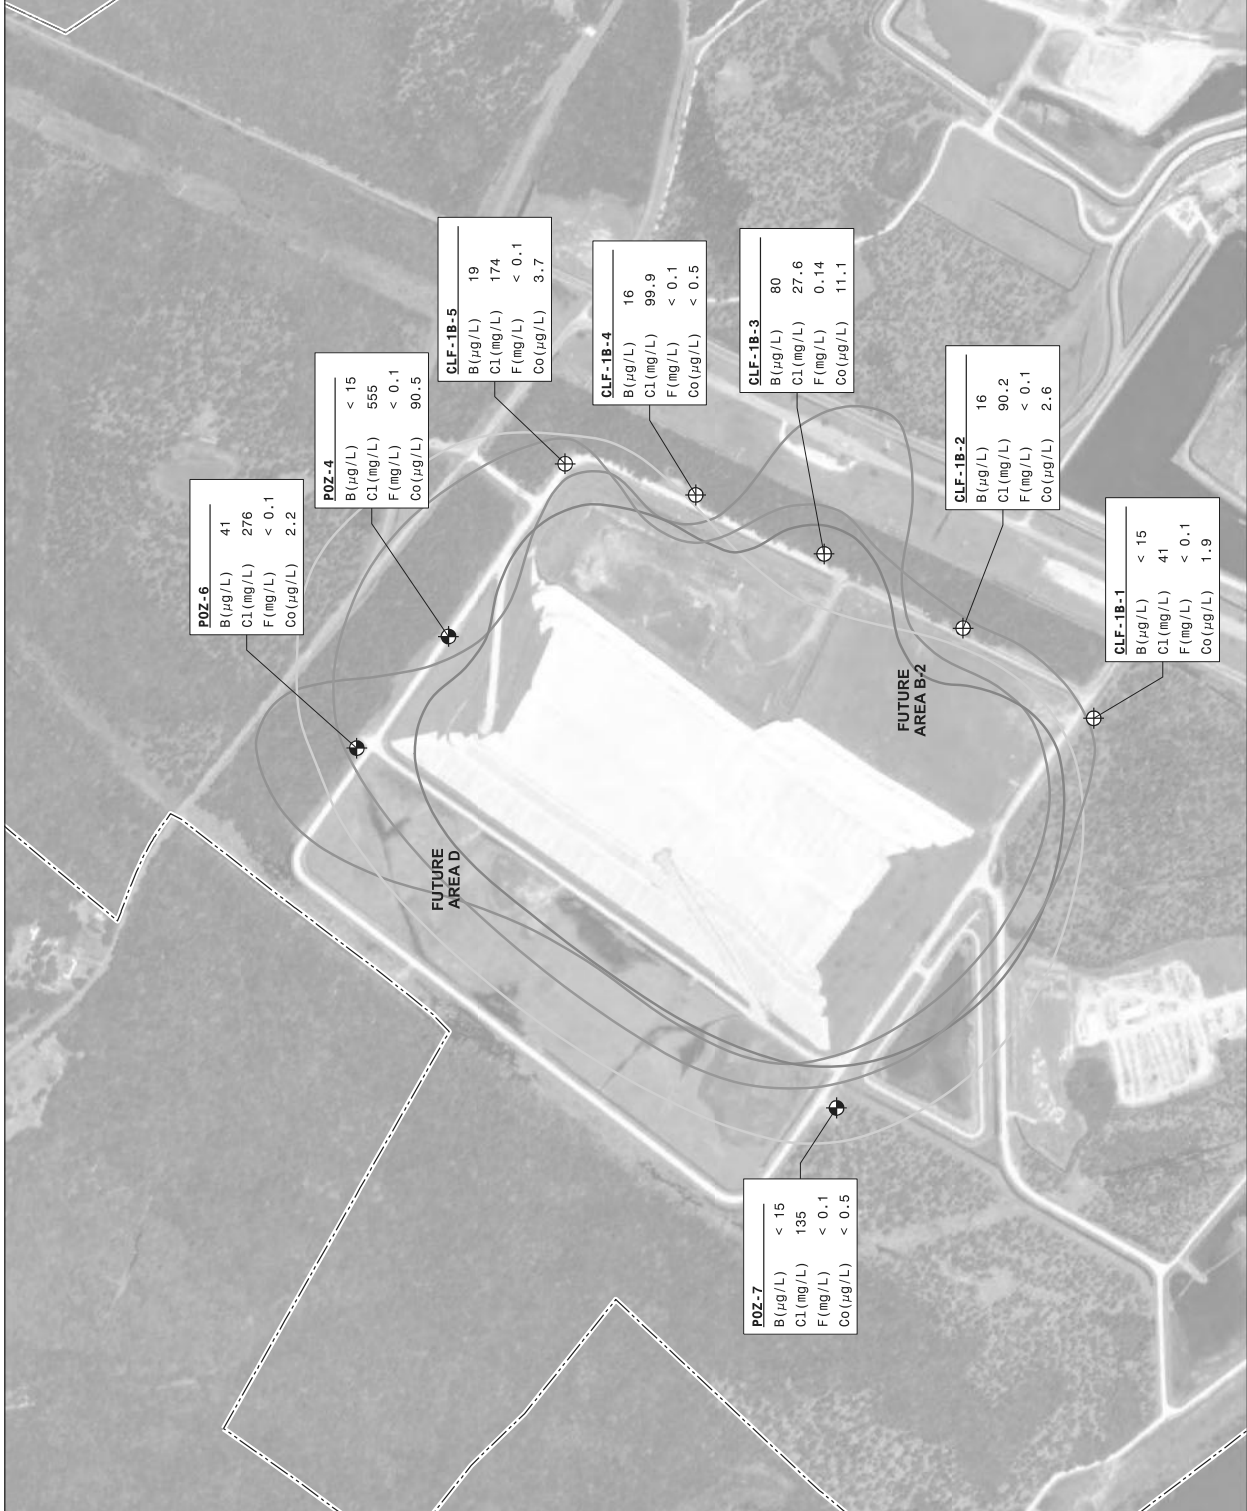 POZ-6
B(µg/L) 41
Cl(mg/L) 276
F(mg/L) < 0.1
Co(µg/L) 2.2
POZ-4
B(µg/L) < 15
Cl(mg/L) 555
F(mg/L) < 0.1
Co(µg/L) 90.5
CLF-1B-5
B(µg/L) 19
Cl(mg/L) 174
F(mg/L) < 0.1
Co(µg/L) 3.7
CLF-1B-4
B(µg/L) 16
Cl(mg/L) 99.9
F(mg/L) < 0.1
Co(µg/L) < 0.5
CLF-1B-3
B(µg/L) 80
Cl(mg/L) 27.6
F(mg/L) 0.14
Co(µg/L) 11.1
CLF-1B-2
B(µg/L) 16
Cl(mg/L) 90.2
F(mg/L) < 0.1
Co(µg/L) 2.6
CLF-1B-1
B(µg/L) < 15
Cl(mg/L) 41
F(mg/L) < 0.1
Co(µg/L) 1.9
POZ-7
B(µg/L) < 15
Cl(mg/L) 135
F(mg/L) < 0.1
Co(µg/L) < 0.5
FUTURE
AREA D
FUTURE
AREA B-2